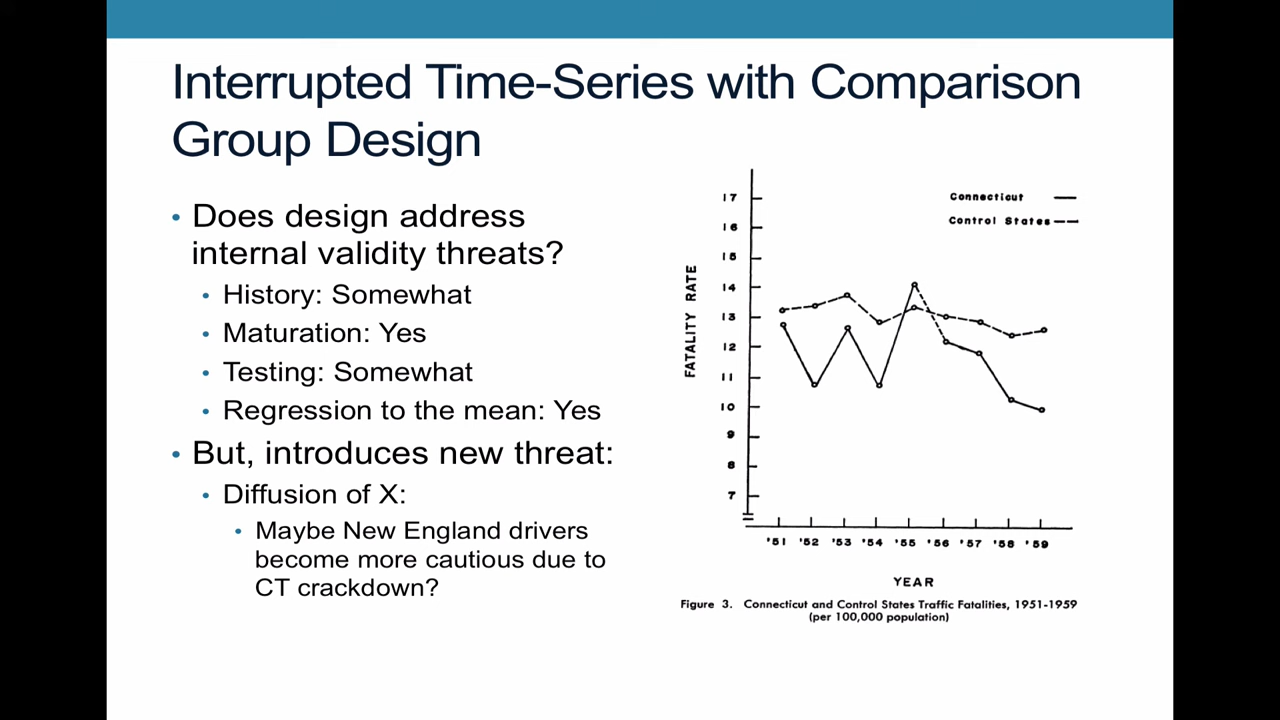 Interrupted Time-Series with Comparison
Group Design
• Does design address
internal validity threats?
• History: Somewhat
• Maturation: Yes
• Testing: Somewhat
• Regression to the mean: Yes
• But, introduces new threat:
• Diffusion of X:
• Maybe New England drivers
become more cautious due to
CT crackdown?
Connecticut
Control States
FATALITY RATE
17
16
15
14
13
12
11
10
9
8
7
'51 '52 '53 '54 '55 '56 '57 '58 '59
YEAR
Figure 3. Connecticut and Control States Traffic Fatalities, 1951-1959
(per 100,000 population)